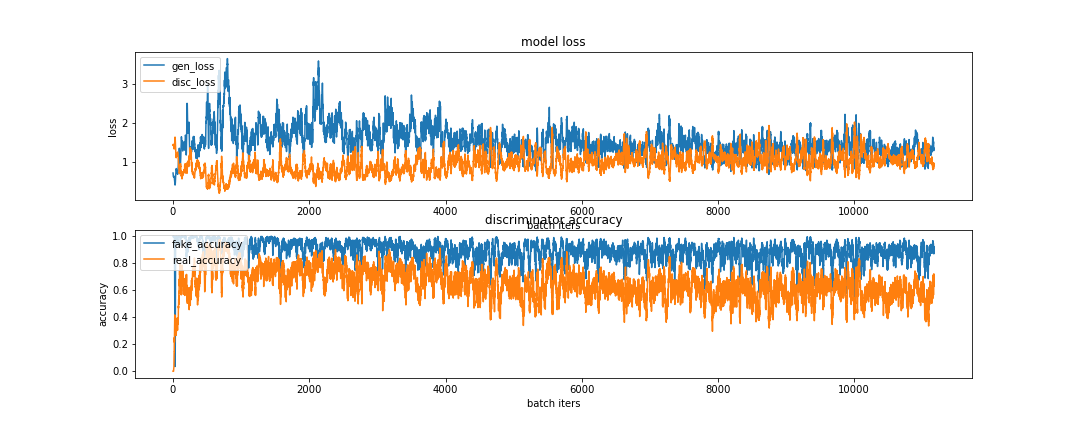 model loss
gen_loss
disc_loss
loss
3
2
1
0 2000 4000 6000 8000 10000
batch iters
discriminator accuracy
fake_accuracy
real_accuracy
accuracy
1.0
0.8
0.6
0.4
0.2
0.0
0 2000 4000 6000 8000 10000
batch iters